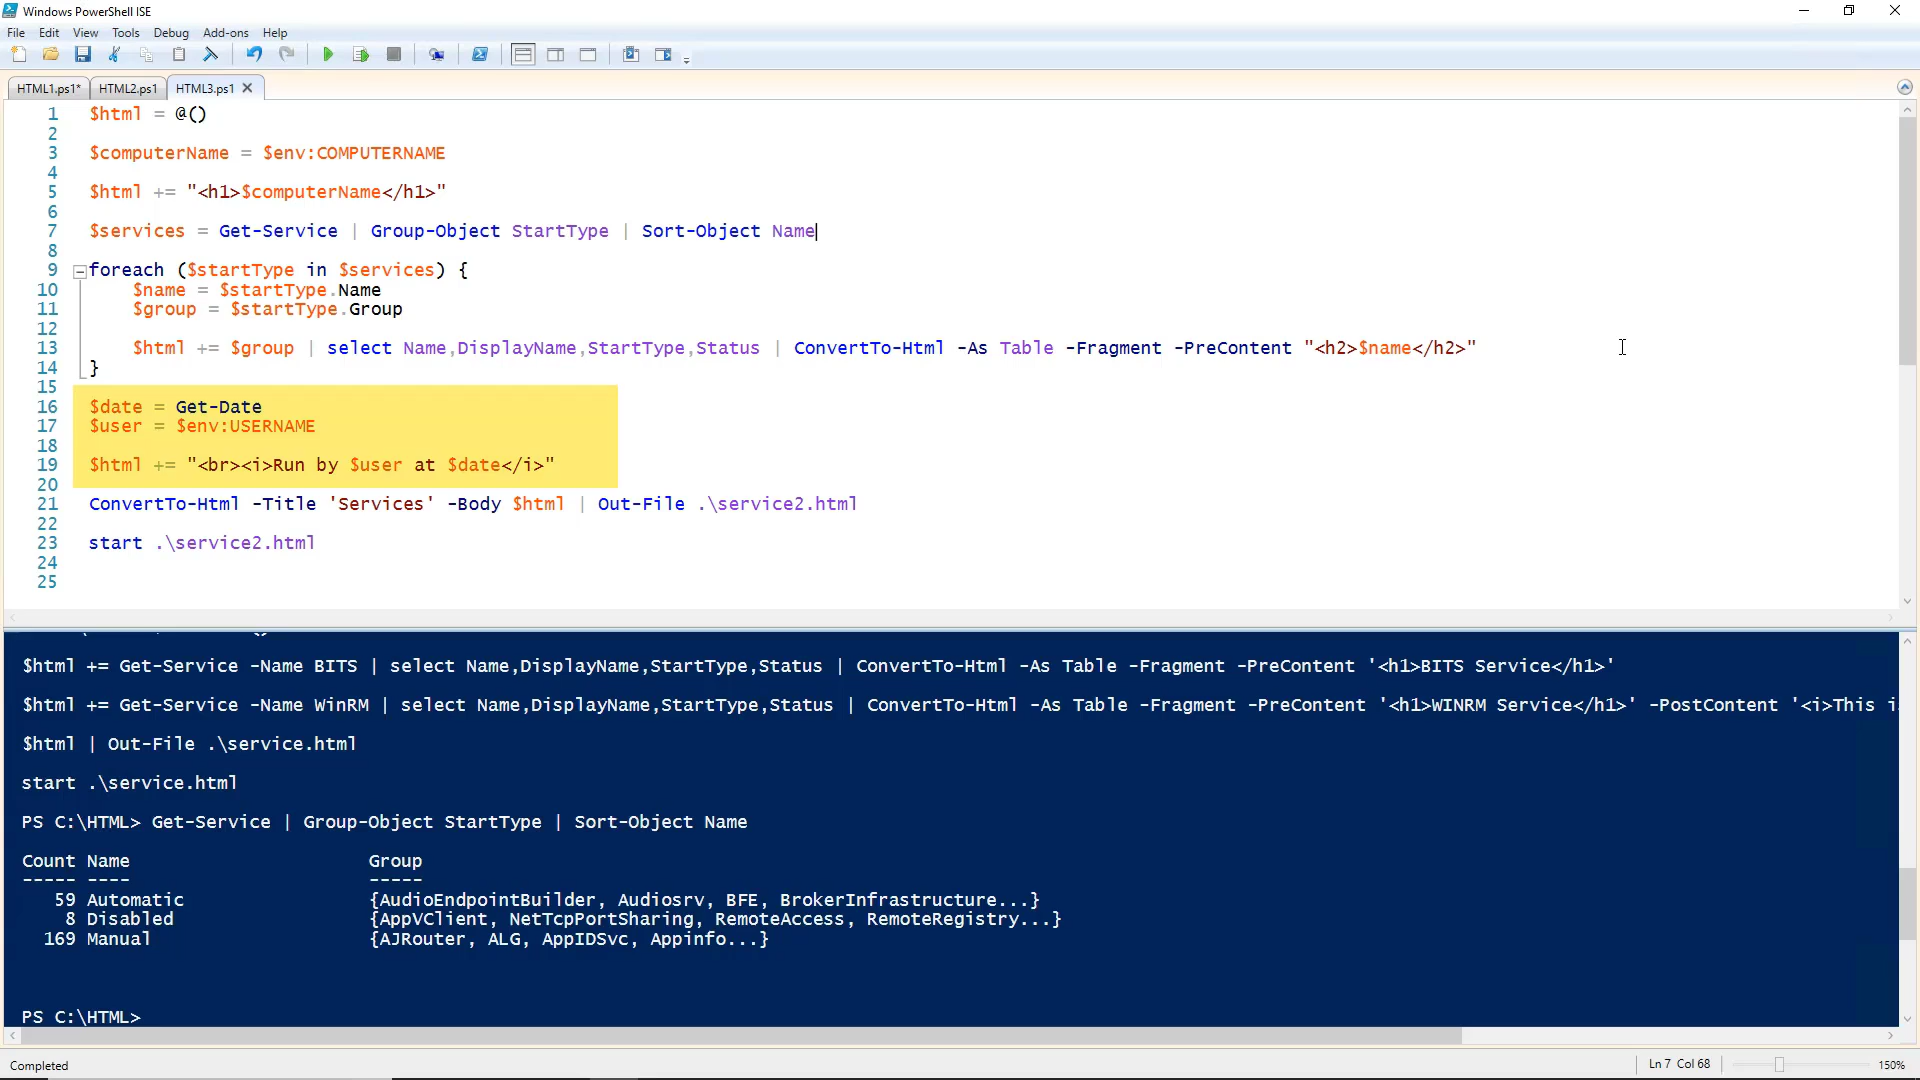 Windows PowerShell ISE
File Edit View Tools Debug Add-ons Help
HTML1.ps1* HTML2.ps1 HTML3.ps1
1 $html = @()
2
3 $computerName = $env:COMPUTERNAME
4
5 $html += "<h1>$computerName</h1>"
6
7 $services = Get-Service | Group-Object StartType | Sort-Object Name
8
9 foreach ($startType in $services) {
10 $name = $startType.Name
11 $group = $startType.Group
12
13 $html += $group | select Name,DisplayName,StartType,Status | ConvertTo-Html -As Table -Fragment -PreContent "<h2>$name</h2>"
14 }
15
16 $date = Get-Date
17 $user = $env:USERNAME
18
19 $html += "<br><i>Run by $user at $date</i>"
20
21 ConvertTo-Html -Title 'Services' -Body $html | Out-File .\service2.html
22
23 start .\service2.html
24
25
$html += Get-Service -Name BITS | select Name,DisplayName,StartType,Status | ConvertTo-Html -As Table -Fragment -PreContent '<h1>BITS Service</h1>'
$html += Get-Service -Name WinRM | select Name,DisplayName,StartType,Status | ConvertTo-Html -As Table -Fragment -PreContent '<h1>WINRM Service</h1>' -PostContent '<i>This i
$html | Out-File .\service.html
start .\service.html
PS C:\HTML> Get-Service | Group-Object StartType | Sort-Object Name
Count Name Group
----- ---- -----
59 Automatic {AudioEndpointBuilder, Audiosrv, BFE, BrokerInfrastructure...}
8 Disabled {AppVClient, NetTcpPortSharing, RemoteAccess, RemoteRegistry...}
169 Manual {AJRouter, ALG, AppIDSvc, Appinfo...}
PS C:\HTML>
Completed Ln 7 Col 68 150%